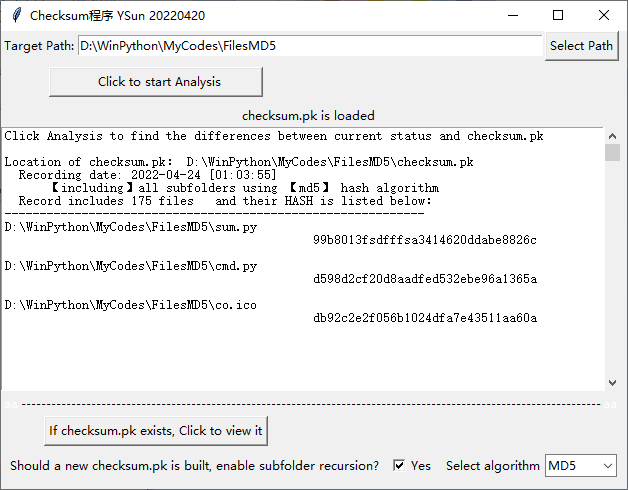 Checksum程序 YSun 20220420
Target Path: D:\WinPython\MyCodes\FilesMD5 Select Path
Click to start Analysis
checksum.pk is loaded
Click Analysis to find the differences between current status and checksum.pk
Location of checksum.pk: D:\WinPython\MyCodes\FilesMD5\checksum.pk
Recording date: 2022-04-24 [01:03:55]
【including】all subfolders using 【md5】 hash algorithm
Record includes 175 files and their HASH is listed below:
------------------------------------------------------------
D:\WinPython\MyCodes\FilesMD5\sum.py
99b8013fsdfffsa3414620ddabe8826c
D:\WinPython\MyCodes\FilesMD5\cmd.py
d598d2cf20d8aadfed532ebe96a1365a
D:\WinPython\MyCodes\FilesMD5\co.ico
db92c2e2f056b1024dfa7e43511aa60a
If checksum.pk exists, Click to view it
Should a new checksum.pk is built, enable subfolder recursion? Yes Select algorithm MD5